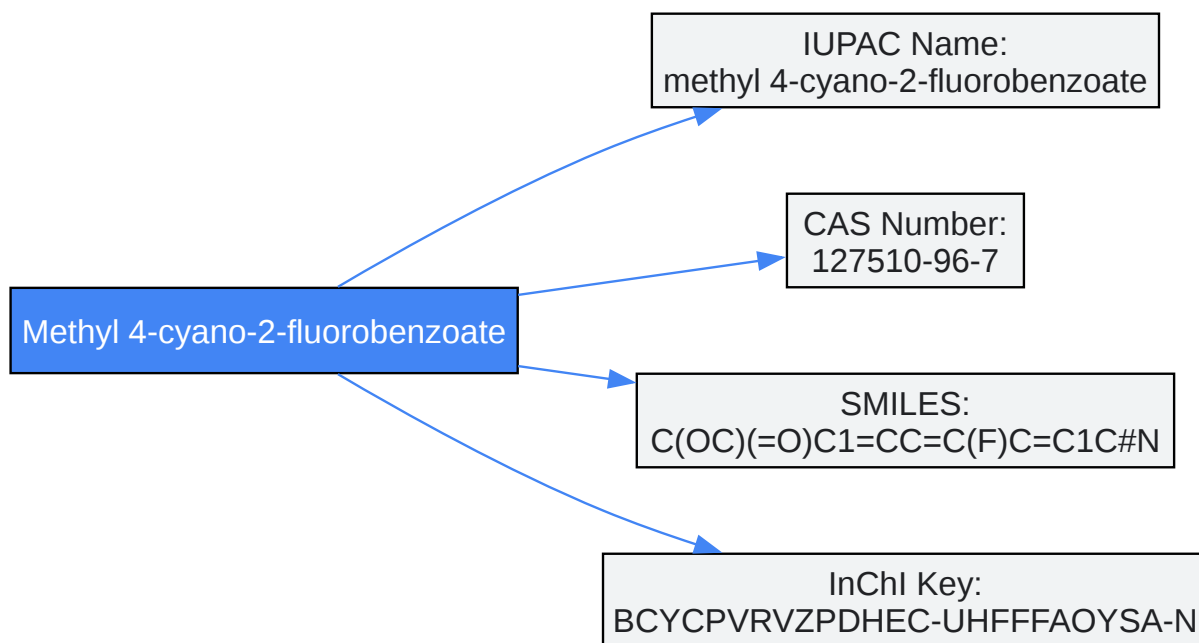 IUPAC Name:
methyl 4-cyano-2-fluorobenzoate
CAS Number:
127510-96-7
Methyl 4-cyano-2-fluorobenzoate
SMILES:
C(OC)(=O)C1=CC=C(F)C=C1C#N
InChI Key:
BCYCPVRVZPDHEC-UHFFFAOYSA-N